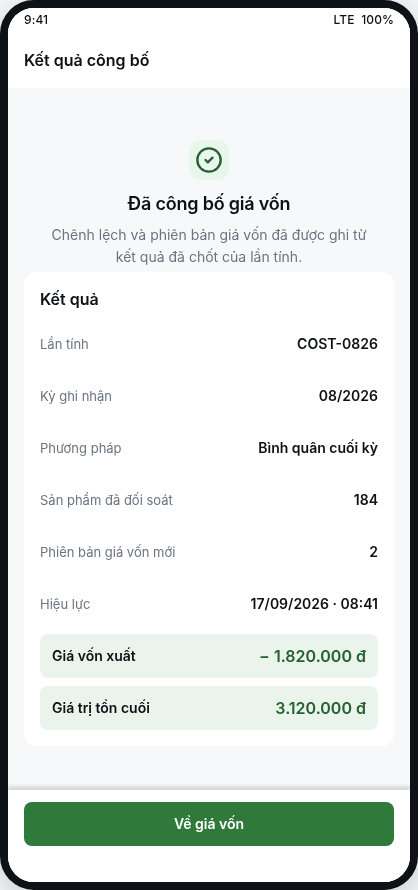 9:41
LTE 100%
Kết quả công bố
Đã công bố giá vốn
Chênh lệch và phiên bản giá vốn đã được ghi từ
kết quả đã chốt của lần tính.
Kết quả
Lần tính COST-0826
Kỳ ghi nhận 08/2026
Phương pháp Bình quân cuối kỳ
Sản phẩm đã đối soát 184
Phiên bản giá vốn mới 2
Hiệu lực 17/09/2026 · 08:41
Giá vốn xuất − 1.820.000 đ
Giá trị tồn cuối 3.120.000 đ
Về giá vốn